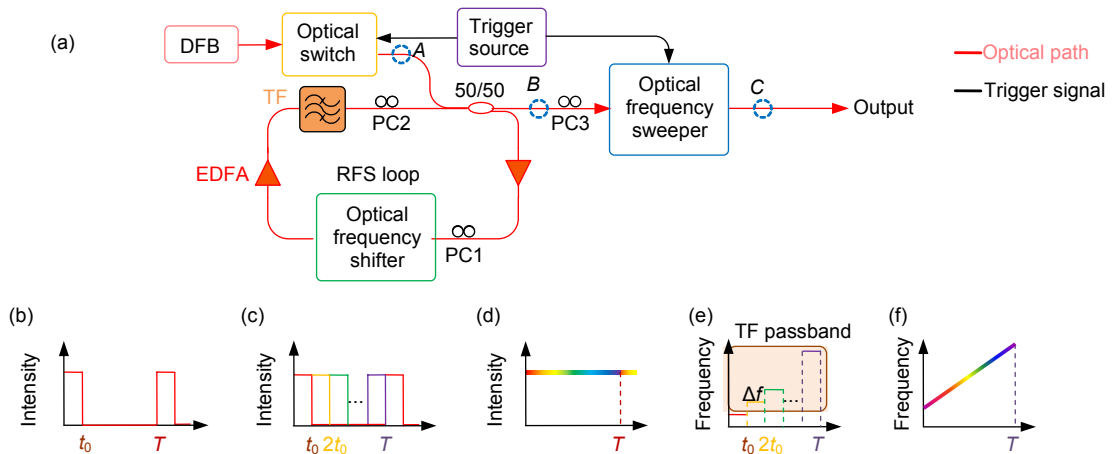 (a)
DFB
Optical
switch
A
Trigger
source
50/50
B
PC3
Optical
frequency
sweeper
C
Output
Optical path
Trigger signal
TF
PC2
EDFA
RFS loop
Optical
frequency
shifter
PC1
(b)
Intensity
t0
T
(c)
Intensity
t0 2t0
...
T
(d)
Intensity
T
(e)
TF passband
Frequency
Δf
...
t0 2t0
T
(f)
Frequency
T